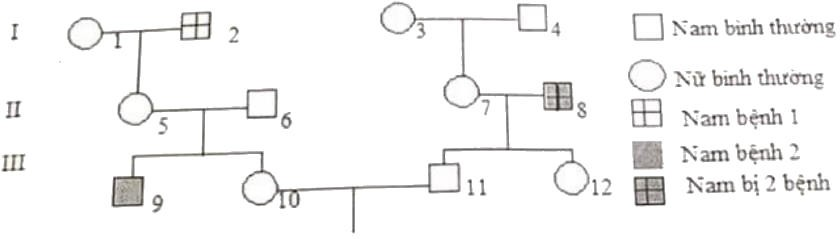 I
1
2
3
4
Nam bình thường
Nữ bình thường
II
5
6
7
8
Nam bệnh 1
III
9
10
11
12
Nam bệnh 2
Nam bị 2 bệnh